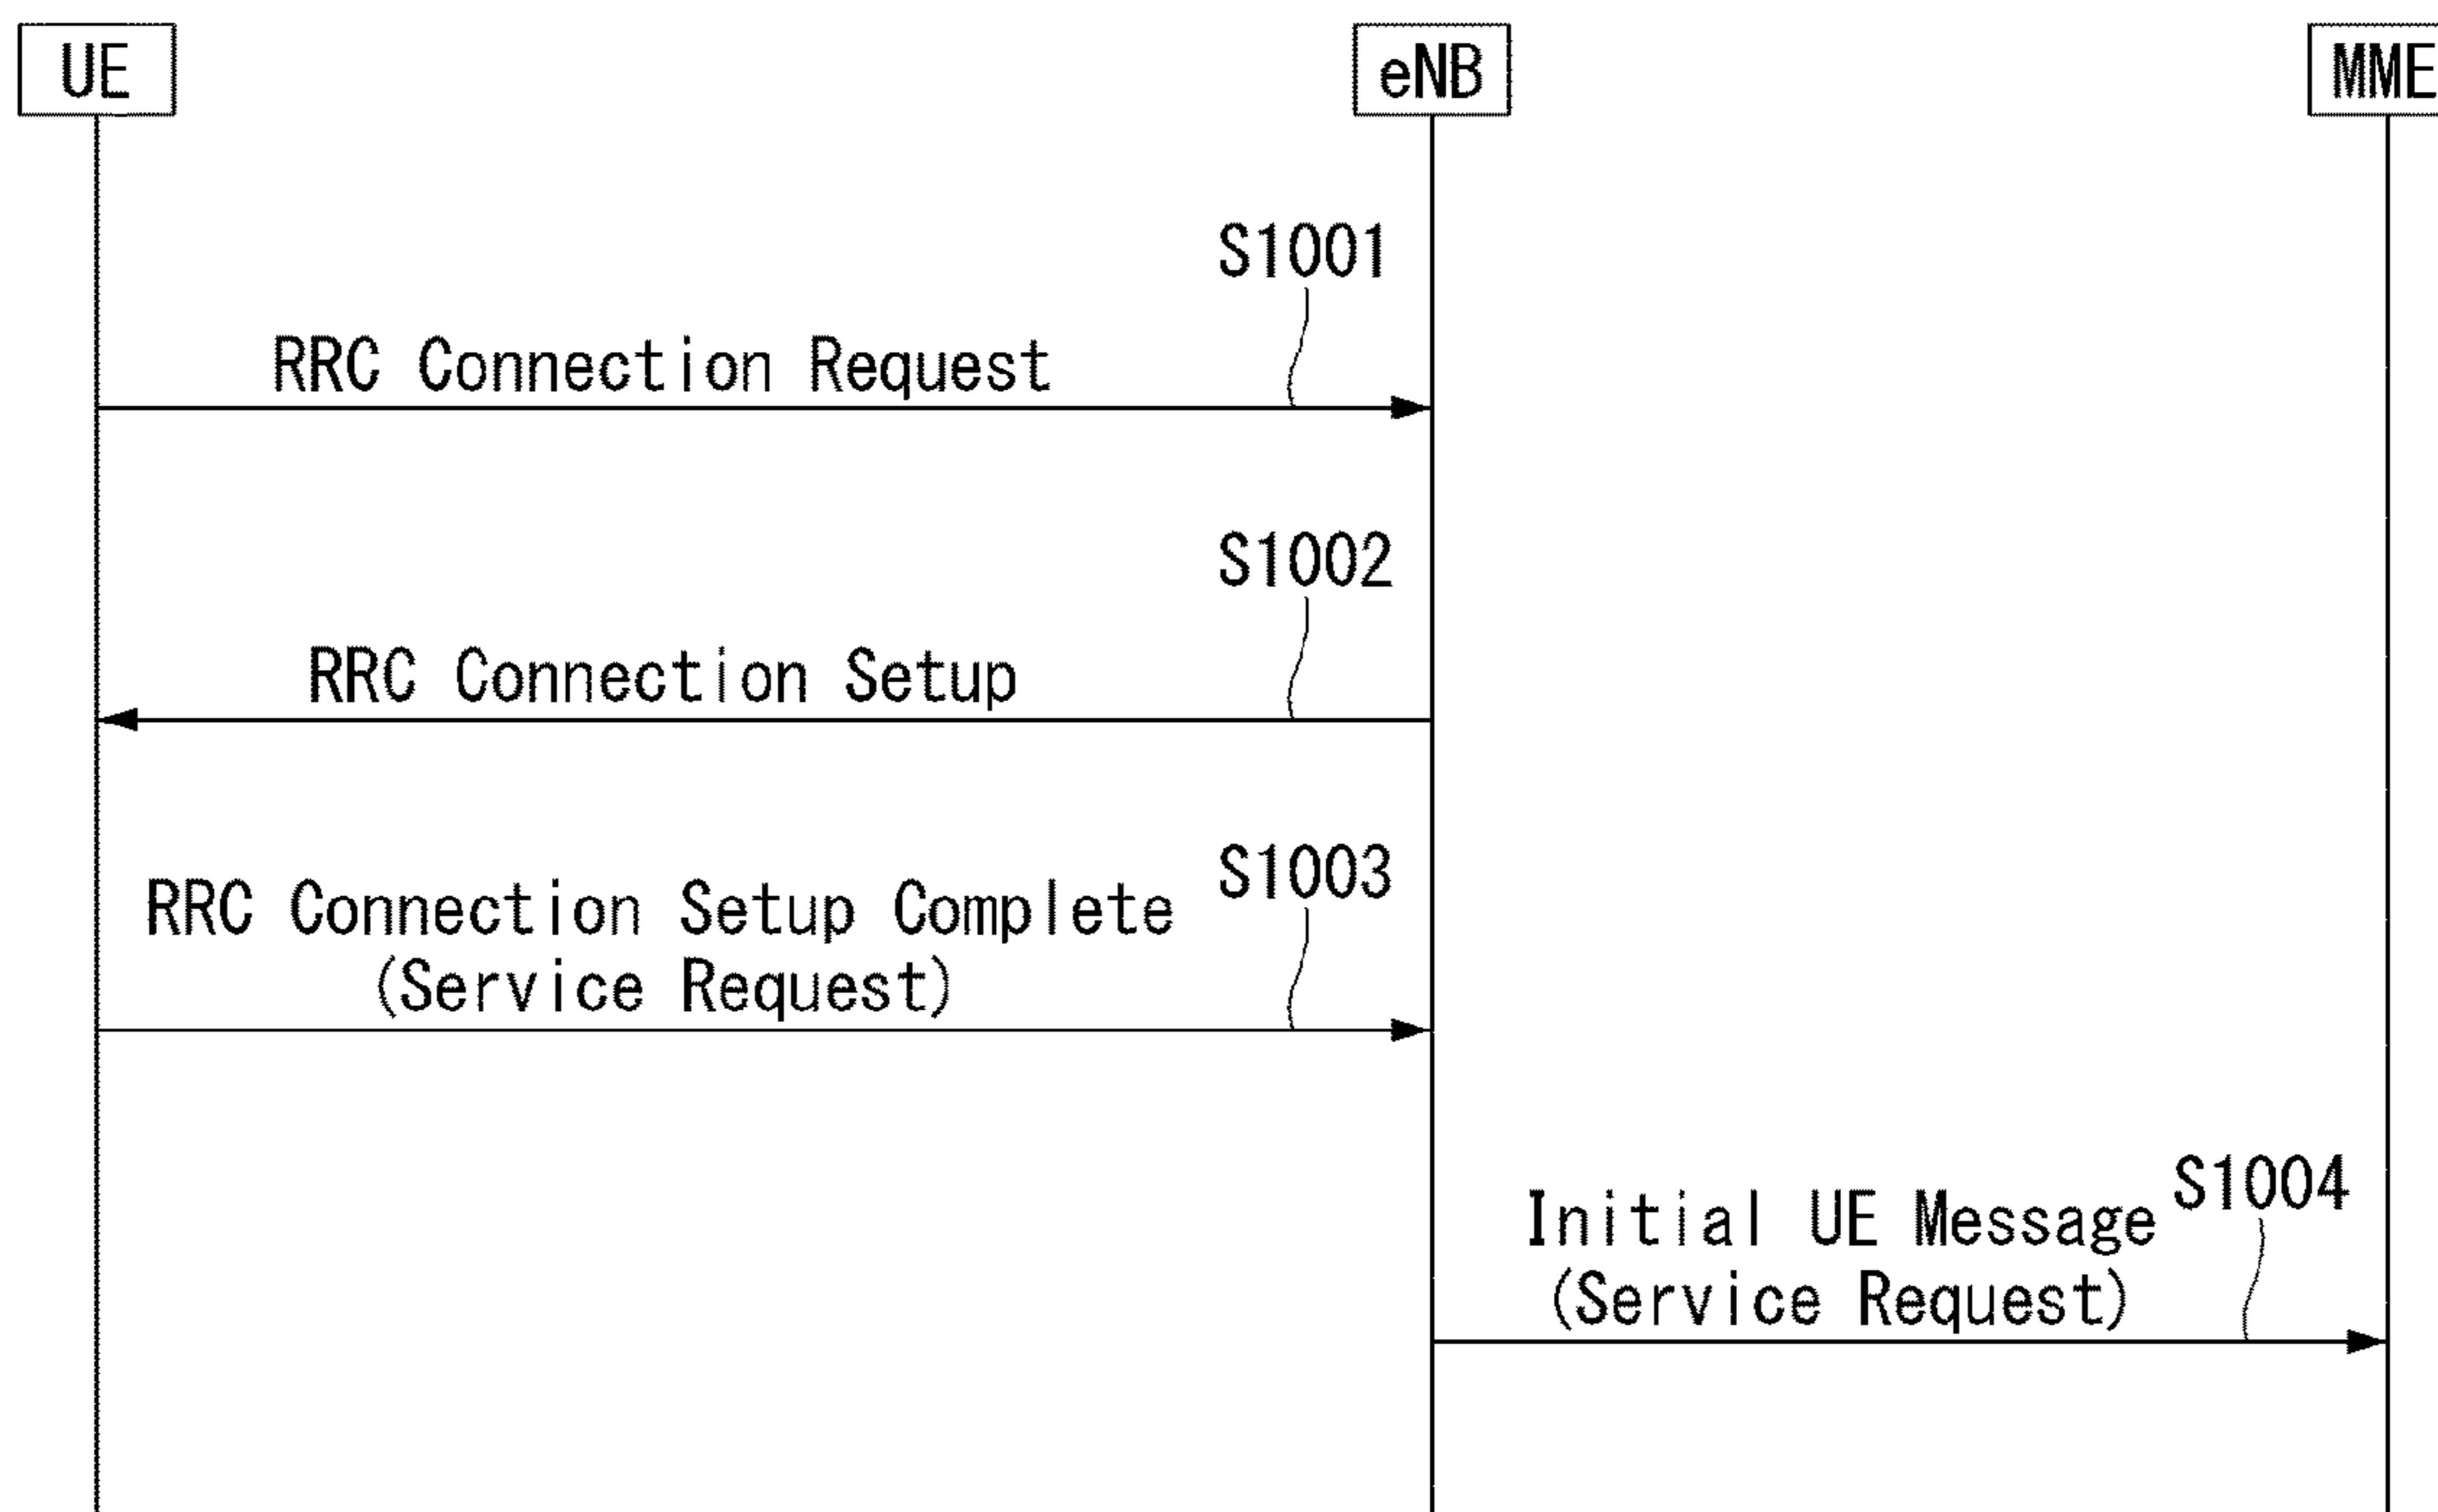 UE
eNB
MME
S1001
RRC Connection Request
S1002
RRC Connection Setup
S1003
RRC Connection Setup Complete
(Service Request)
S1004
Initial UE Message
(Service Request)